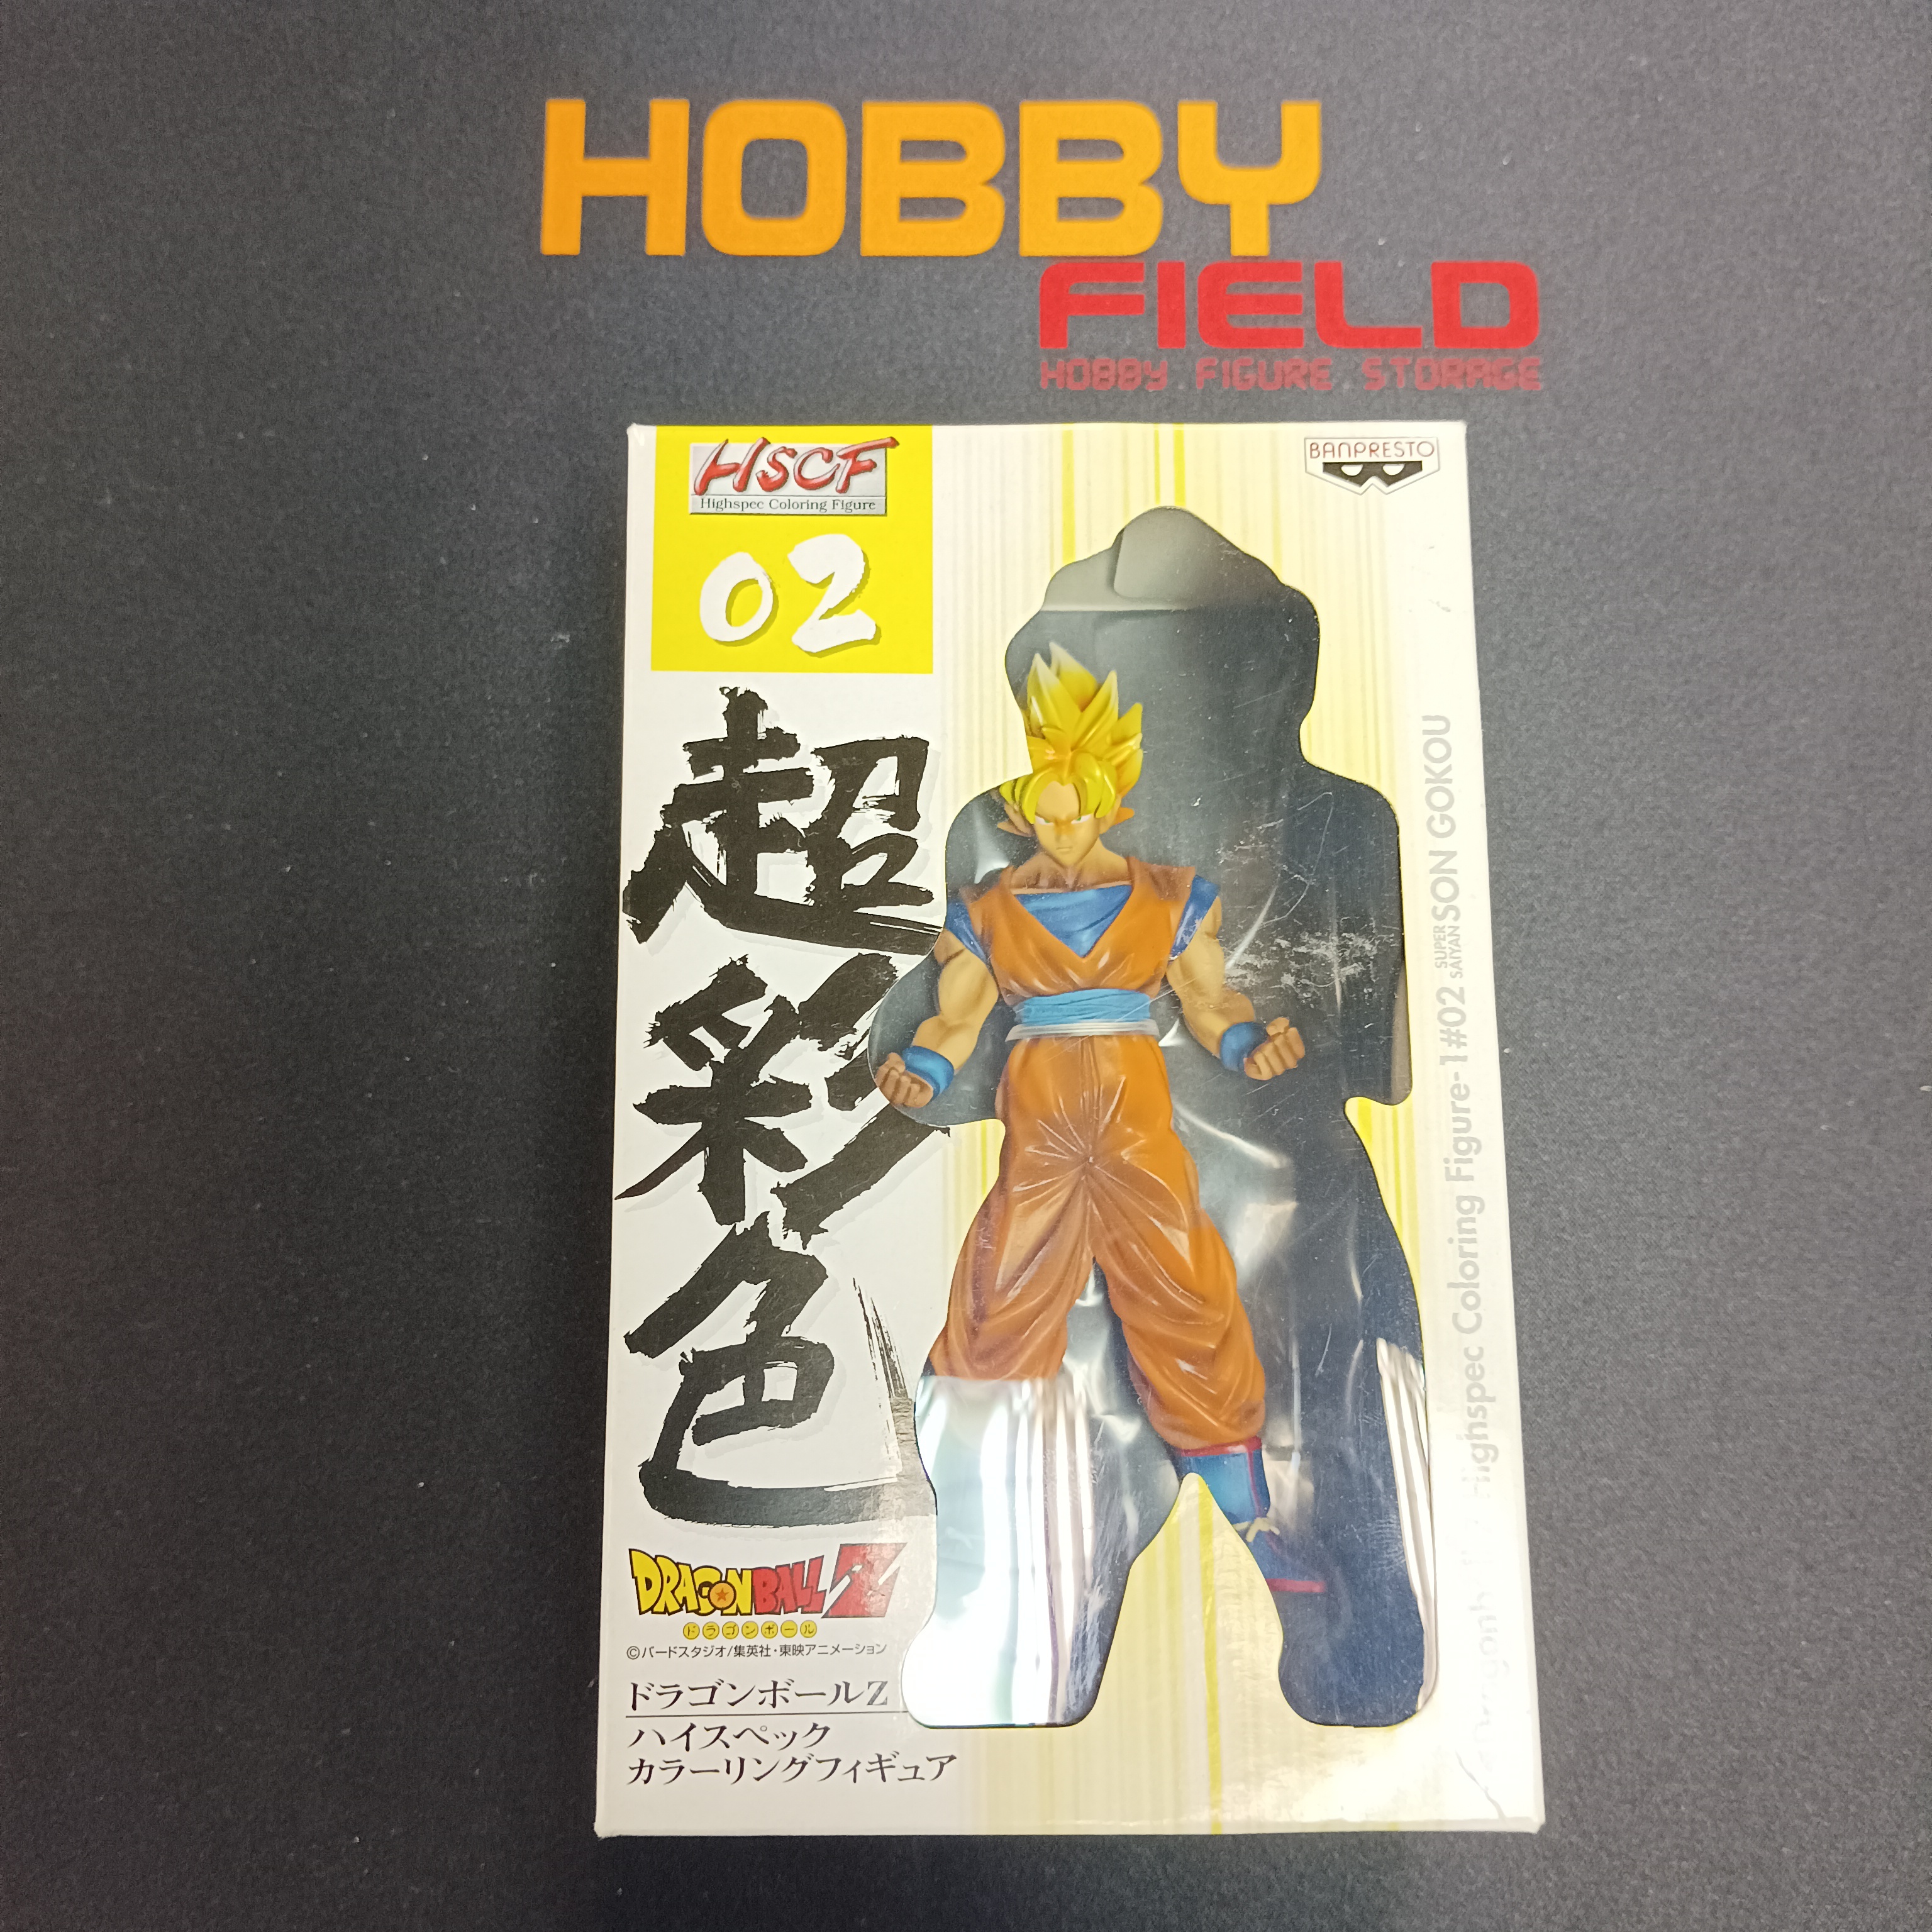 HOBBY
FIELD
HOBBY FIGURE STORAGE
HSCF
Highspec Coloring Figure
02
BANPRESTO
超彩色
DRAGONBALL Z
ドラゴンボール
©バードスタジオ/集英社・東映アニメーション
ドラゴンボールZ
ハイスペック
カラーリングフィギュア
Highspec Coloring Figure-1#02 SUPER SAIYAN SON GOKOU